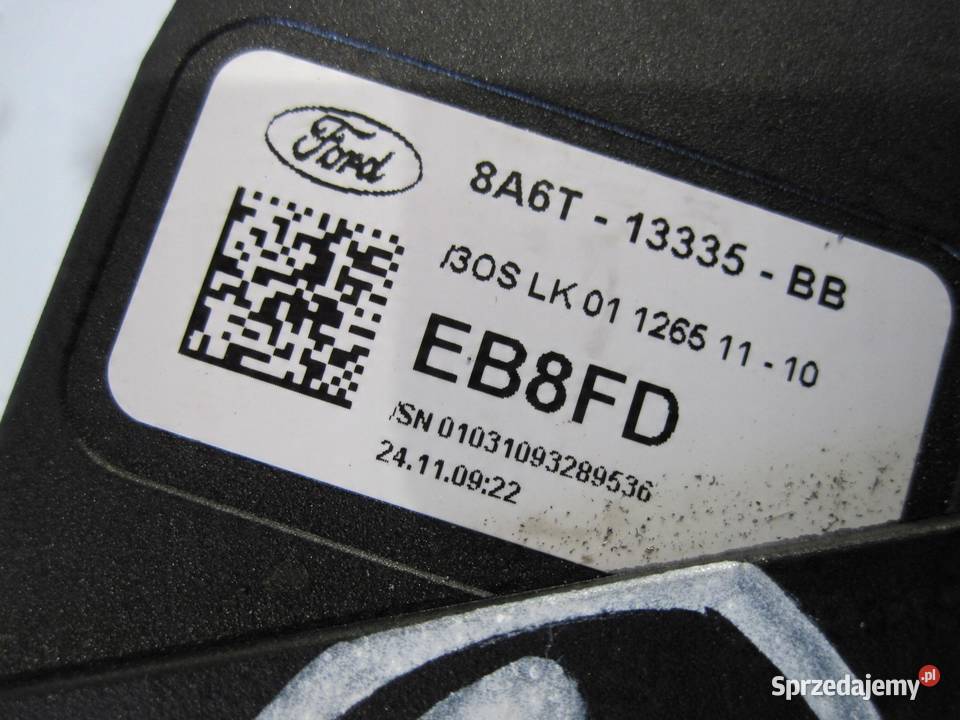 Ford
8A6T - 13335 - BB
/3OS LK 01 1265 11 - 10
EB8FD
/SN 01031093289536
24.11.09:22
Sprzedajemy.pl